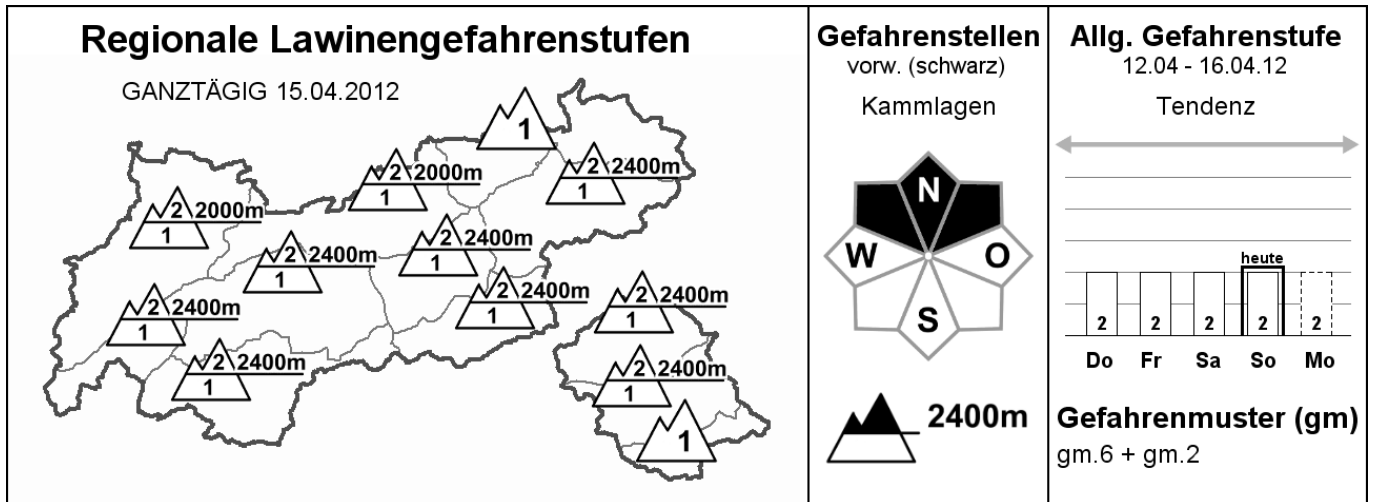 Regionale Lawinengefahrenstufen
GANZTÄGIG 15.04.2012
1
2 2400m
1
2 2000m
1
2 2000m
1
2 2400m
1
2 2400m
1
2 2400m
1
2 2400m
1
2 2400m
1
2 2400m
1
2 2400m
1
1
Gefahrenstellen
vorw. (schwarz)
Kammlagen
N
W O
S
2400m
Allg. Gefahrenstufe
12.04 - 16.04.12
Tendenz
heute
2 2 2 2 2
Do Fr Sa So Mo
Gefahrenmuster (gm)
gm.6 + gm.2